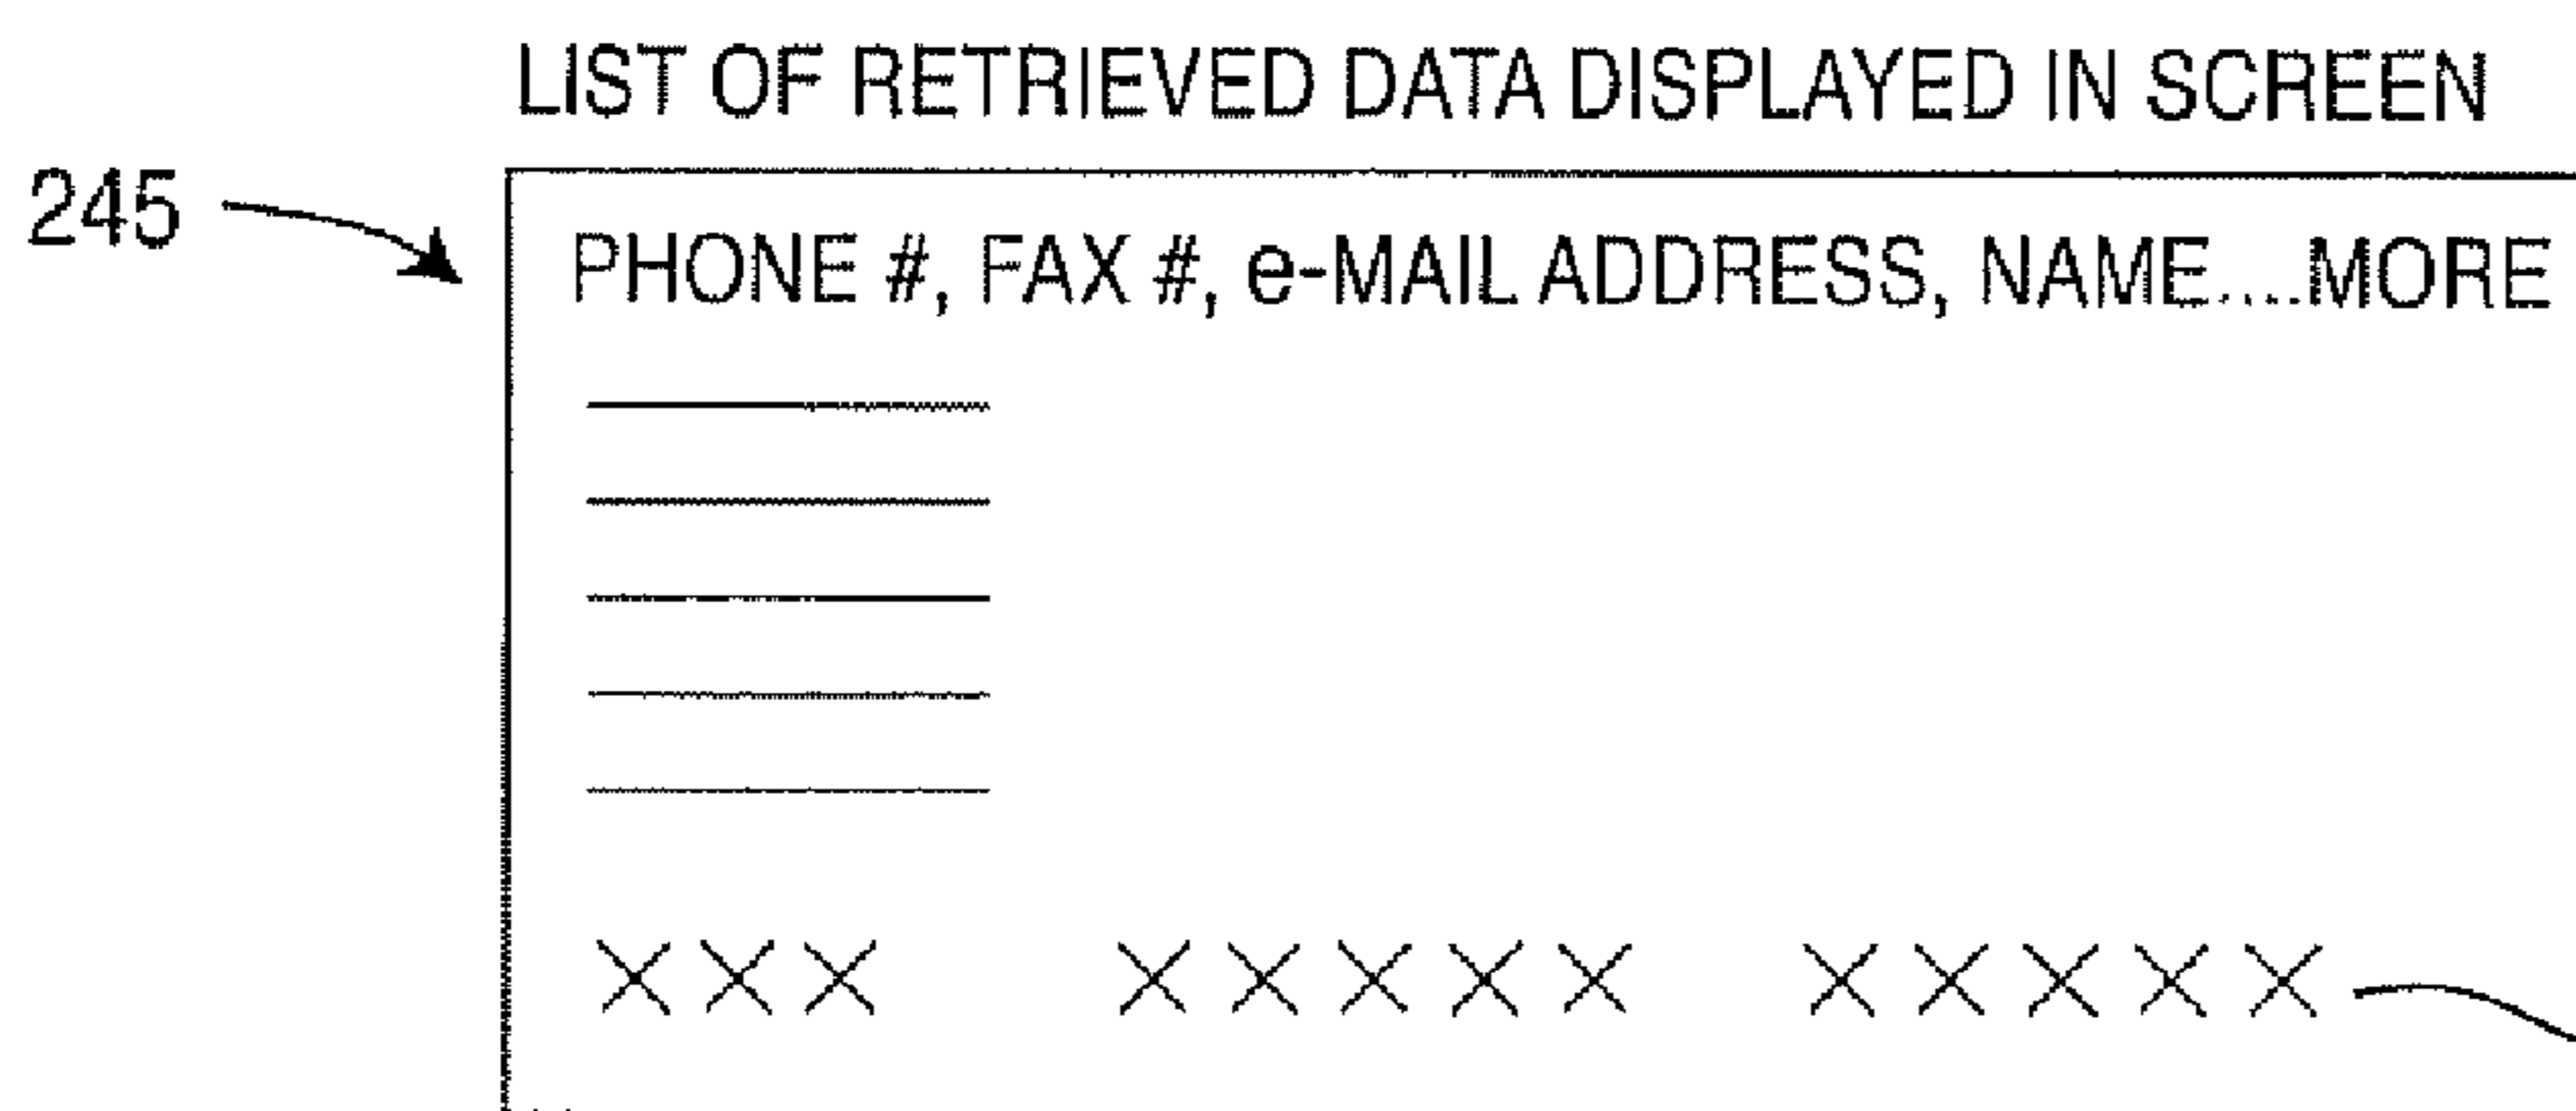 LIST OF RETRIEVED DATA DISPLAYED IN SCREEN
245
PHONE #, FAX #, e-MAIL ADDRESS, NAME....MORE
XXX XXXXX XXXXX